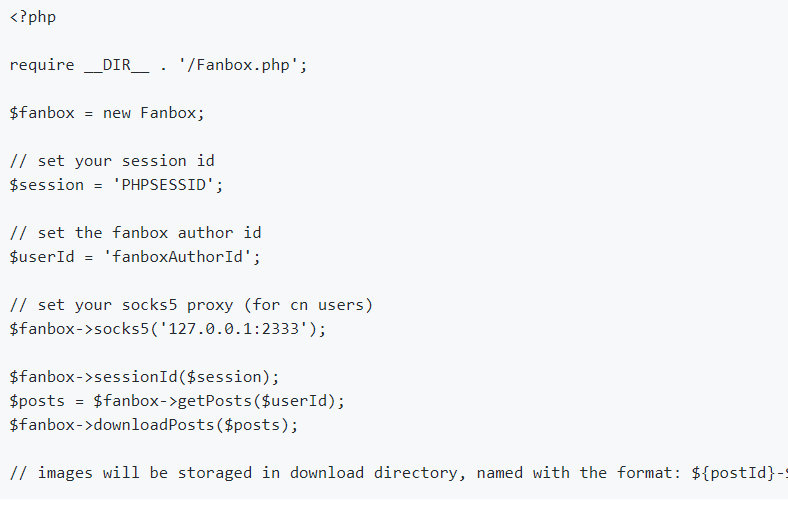 <?php
require __DIR__ . '/Fanbox.php';
$fanbox = new Fanbox;
// set your session id
$session = 'PHPSESSID';
// set the fanbox author id
$userId = 'fanboxAuthorId';
// set your socks5 proxy (for cn users)
$fanbox->socks5('127.0.0.1:2333');
$fanbox->sessionId($session);
$posts = $fanbox->getPosts($userId);
$fanbox->downloadPosts($posts);
// images will be storaged in download directory, named with the format: ${postId}-$